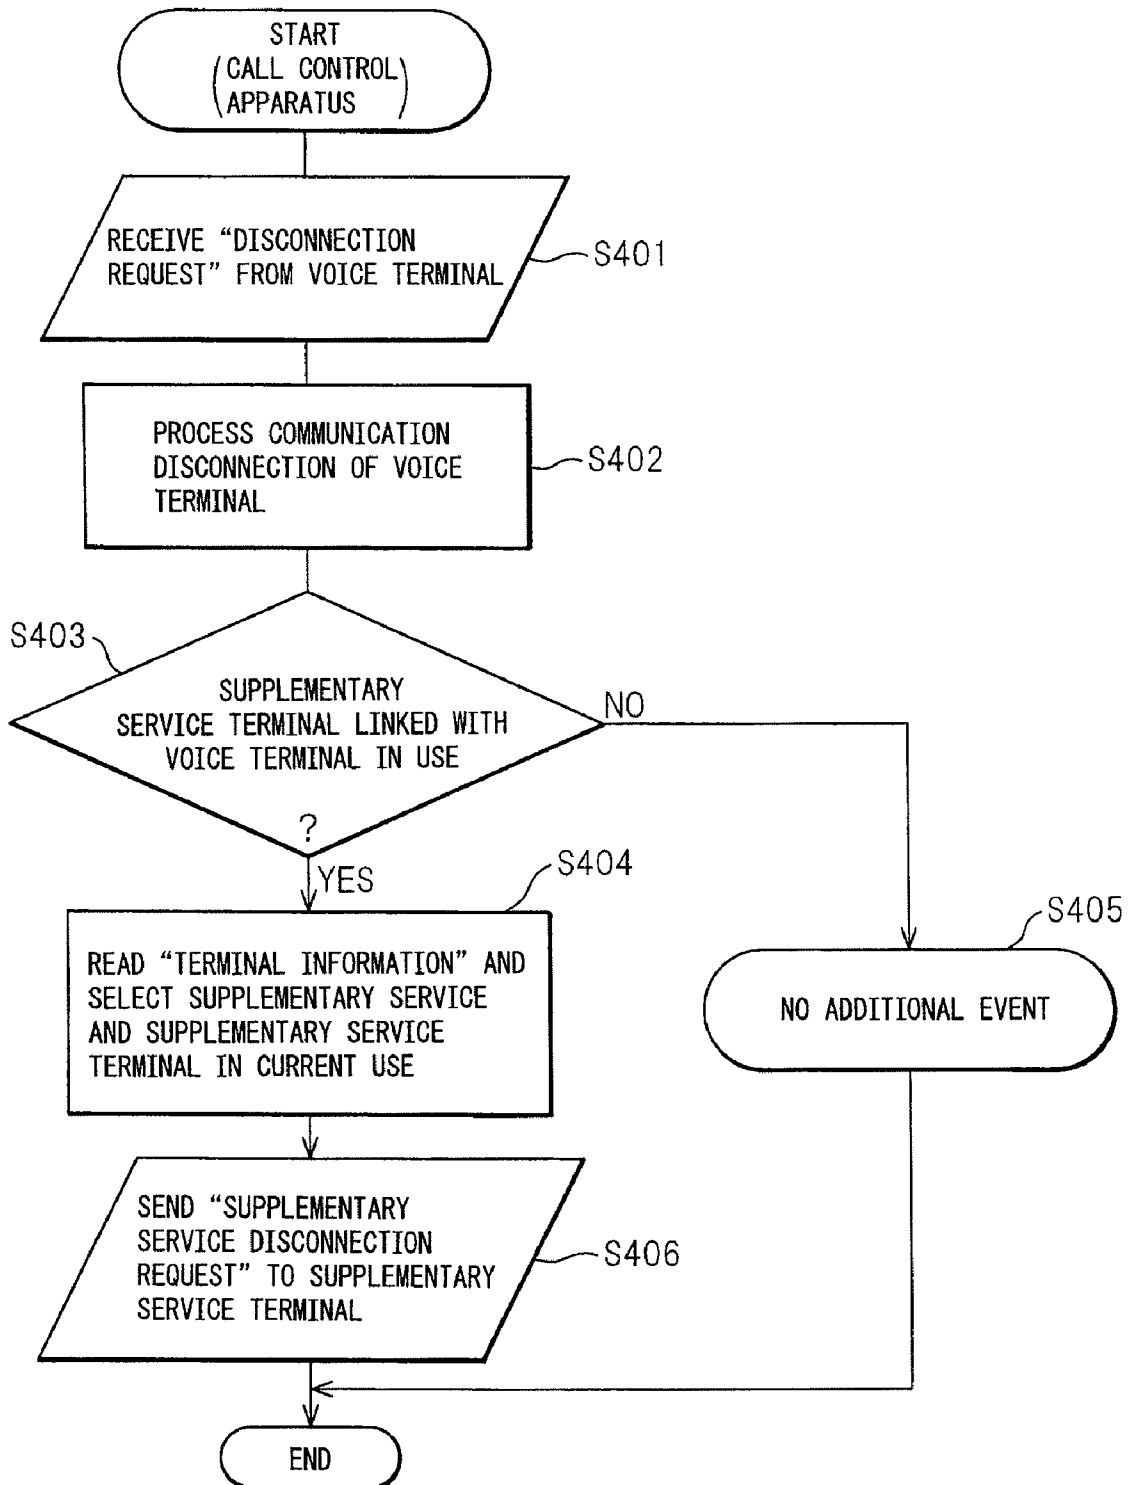 START
(CALL CONTROL
APPARATUS)
RECEIVE “DISCONNECTION
REQUEST” FROM VOICE TERMINAL
S401
PROCESS COMMUNICATION
DISCONNECTION OF VOICE
TERMINAL
S402
S403
SUPPLEMENTARY
SERVICE TERMINAL LINKED WITH
VOICE TERMINAL IN USE
?
NO
YES
S404
READ “TERMINAL INFORMATION” AND
SELECT SUPPLEMENTARY SERVICE
AND SUPPLEMENTARY SERVICE
TERMINAL IN CURRENT USE
S405
NO ADDITIONAL EVENT
SEND “SUPPLEMENTARY
SERVICE DISCONNECTION
REQUEST” TO SUPPLEMENTARY
SERVICE TERMINAL
S406
END